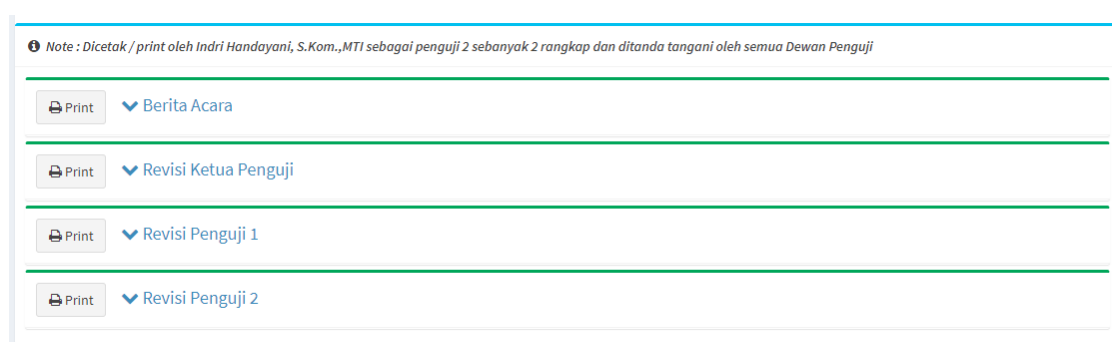 Note : Dicetak / print oleh Indri Handayani, S.Kom.,MTI sebagai penguji 2 sebanyak 2 rangkap dan ditanda tangani oleh semua Dewan Penguji
Print Berita Acara
Print Revisi Ketua Penguji
Print Revisi Penguji 1
Print Revisi Penguji 2